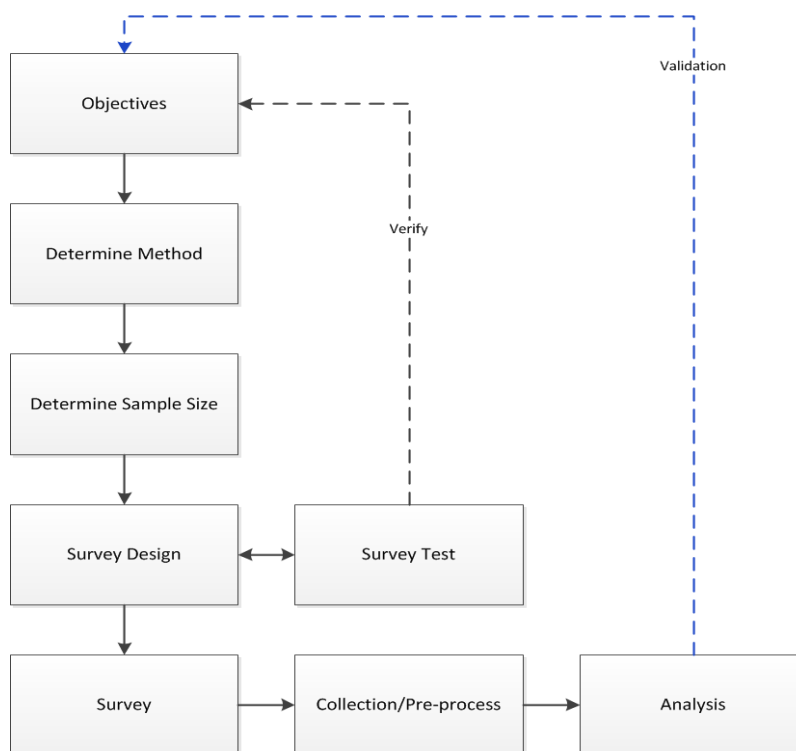 Validation
Objectives
Verify
Determine Method
Determine Sample Size
Survey Design
Survey Test
Survey
Collection/Pre-process
Analysis